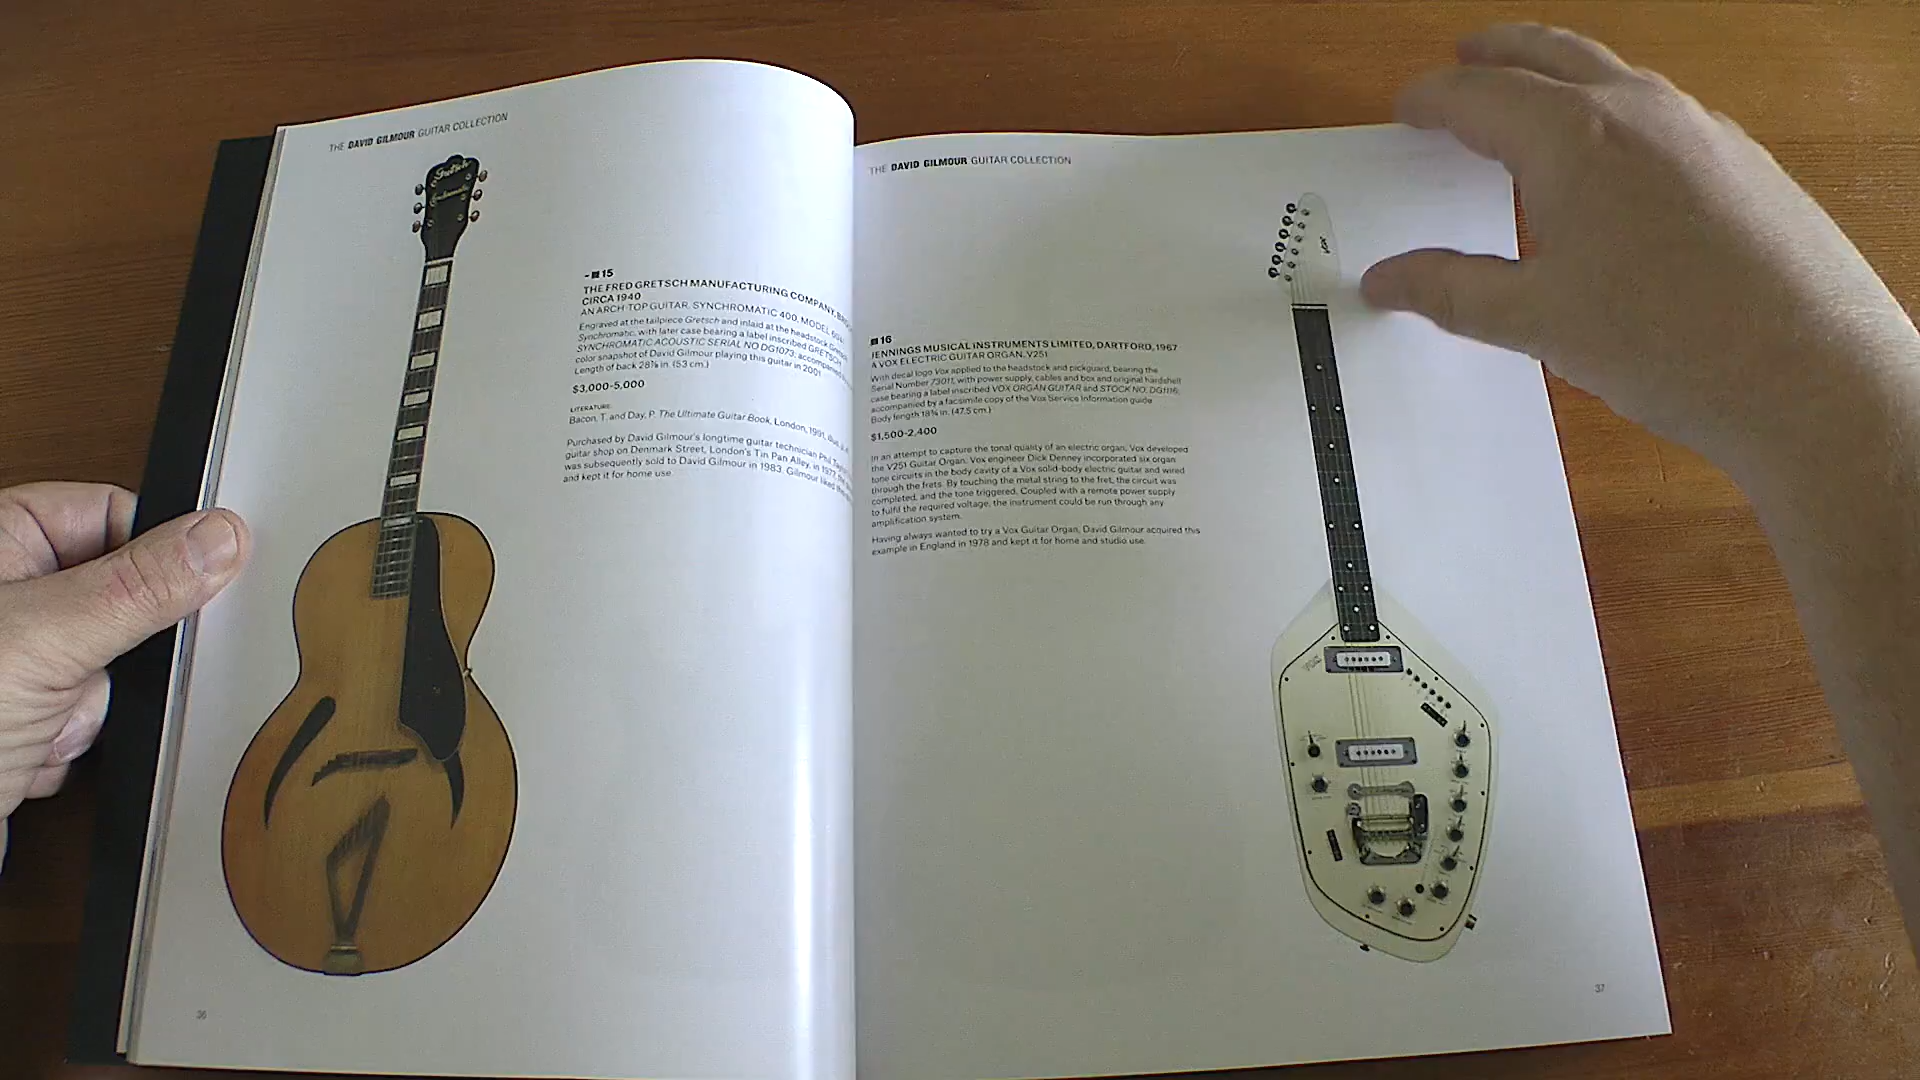 THE DAVID GILMOUR GUITAR COLLECTION
Gretsch
Synchromatic
15
THE FRED GRETSCH MANUFACTURING COMPANY,
CIRCA 1940
AN ARCH-TOP GUITAR, SYNCHROMATIC 400, MODEL
Engraved at the tailpiece Gretsch and inlaid at the headstock Gretsch
Synchromatic, with later case bearing a label inscribed GRETSCH
SYNCHROMATIC ACOUSTIC SERIAL NO DG1073; accompanied
color snapshot of David Gilmour playing this guitar in 2001
Length of back 20⅞ in. (53 cm.)
$3,000-5,000
LITERATURE:
Bacon, T. and Day, P. The Ultimate Guitar Book, London, 1991,
Purchased by David Gilmour's longtime guitar technician Phil
guitar shop on Denmark Street, London's Tin Pan Alley, in
was subsequently sold to David Gilmour in 1983. Gilmour liked
and kept it for home use.
36
THE DAVID GILMOUR GUITAR COLLECTION
VOX
16
JENNINGS MUSICAL INSTRUMENTS LIMITED, DARTFORD, 1967
A VOX ELECTRIC GUITAR ORGAN, V251
With decal logo Vox applied to the headstock and pickguard, bearing the
Serial Number 73011, with power supply, cables and box and original hardshell
case bearing a label inscribed VOX ORGAN GUITAR and STOCK NO. DG1116;
accompanied by a facsimile copy of the Vox Service Information guide
Body length 18¾ in. (47.5 cm.)
$1,500-2,400
In an attempt to capture the tonal quality of an electric organ, Vox developed
the V251 Guitar Organ. Vox engineer Dick Denney incorporated six organ
tone circuits in the body cavity of a Vox solid-body electric guitar and wired
through the frets. By touching the metal string to the fret, the circuit was
completed, and the tone triggered. Coupled with a remote power supply
to fulfil the required voltage, the instrument could be run through any
amplification system.
Having always wanted to try a Vox Guitar Organ, David Gilmour acquired this
example in England in 1978 and kept it for home and studio use.
37